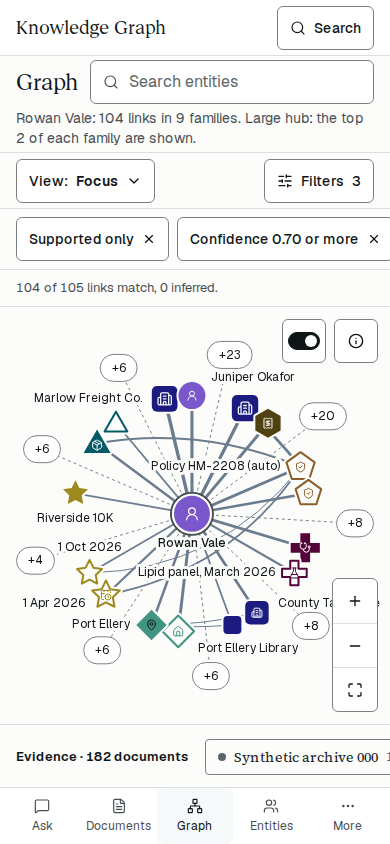 Knowledge Graph
Search
Graph
Search entities
Rowan Vale: 104 links in 9 families. Large hub: the top
2 of each family are shown.
View: Focus
Filters 3
Supported only ×
Confidence 0.70 or more ×
104 of 105 links match, 0 inferred.
+23
+6
Juniper Okafor
Marlow Freight Co.
+20
+6
Policy HM-2208 (auto)
Riverside 10K
+8
Rowan Vale
1 Oct 2026
+4
Lipid panel, March 2026
1 Apr 2026
County
Port Ellery
+8
+6
Port Ellery Library
+6
Evidence · 182 documents
Synthetic archive 000
Ask
Documents
Graph
Entities
More